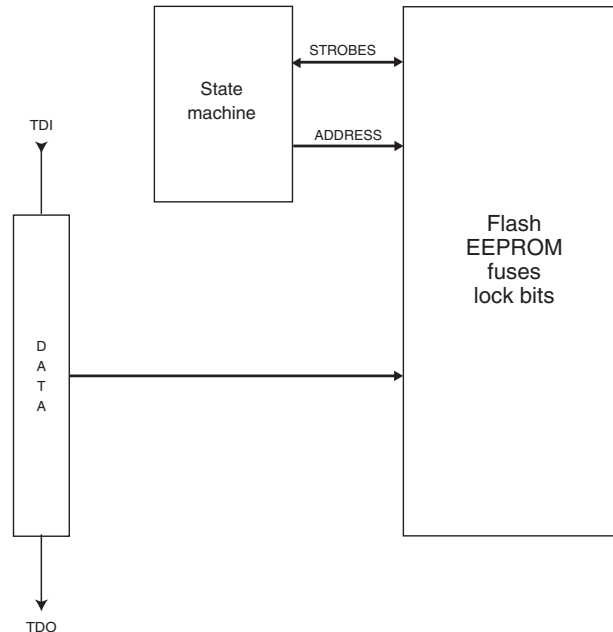 STROBES
State
machine
ADDRESS
TDI
Flash
EEPROM
fuses
lock bits
D
A
T
A
TDO